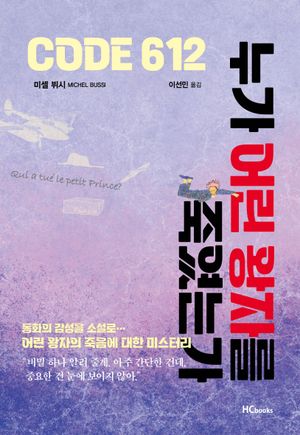 CODE 612
미셸 뷔시 MICHEL BUSSI
이선민 옮김
누가 어린 왕자를
죽였는가
Qui a tué le petit Prince?
동화의 감성을 소설로…
어린 왕자의 죽음에 대한 미스터리
“비밀 하나 알려 줄게. 아주 간단한 건데,
중요한 건 눈에 보이지 않아.”
HCbooks